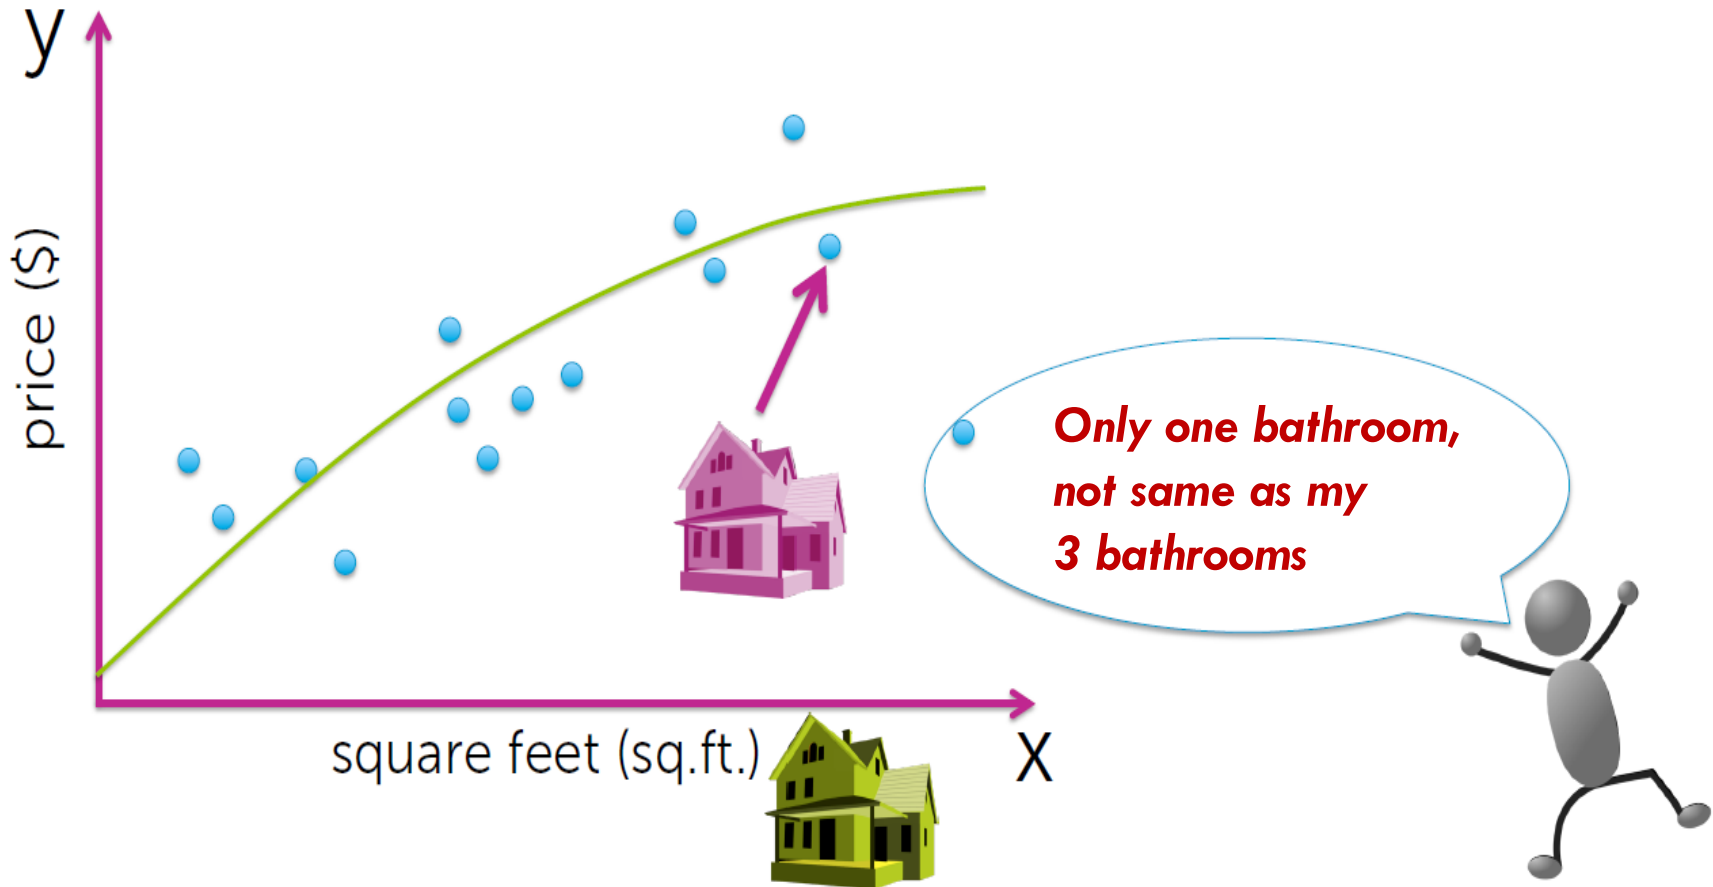 y
price ($)
Only one bathroom,
not same as my
3 bathrooms
square feet (sq.ft.)
x